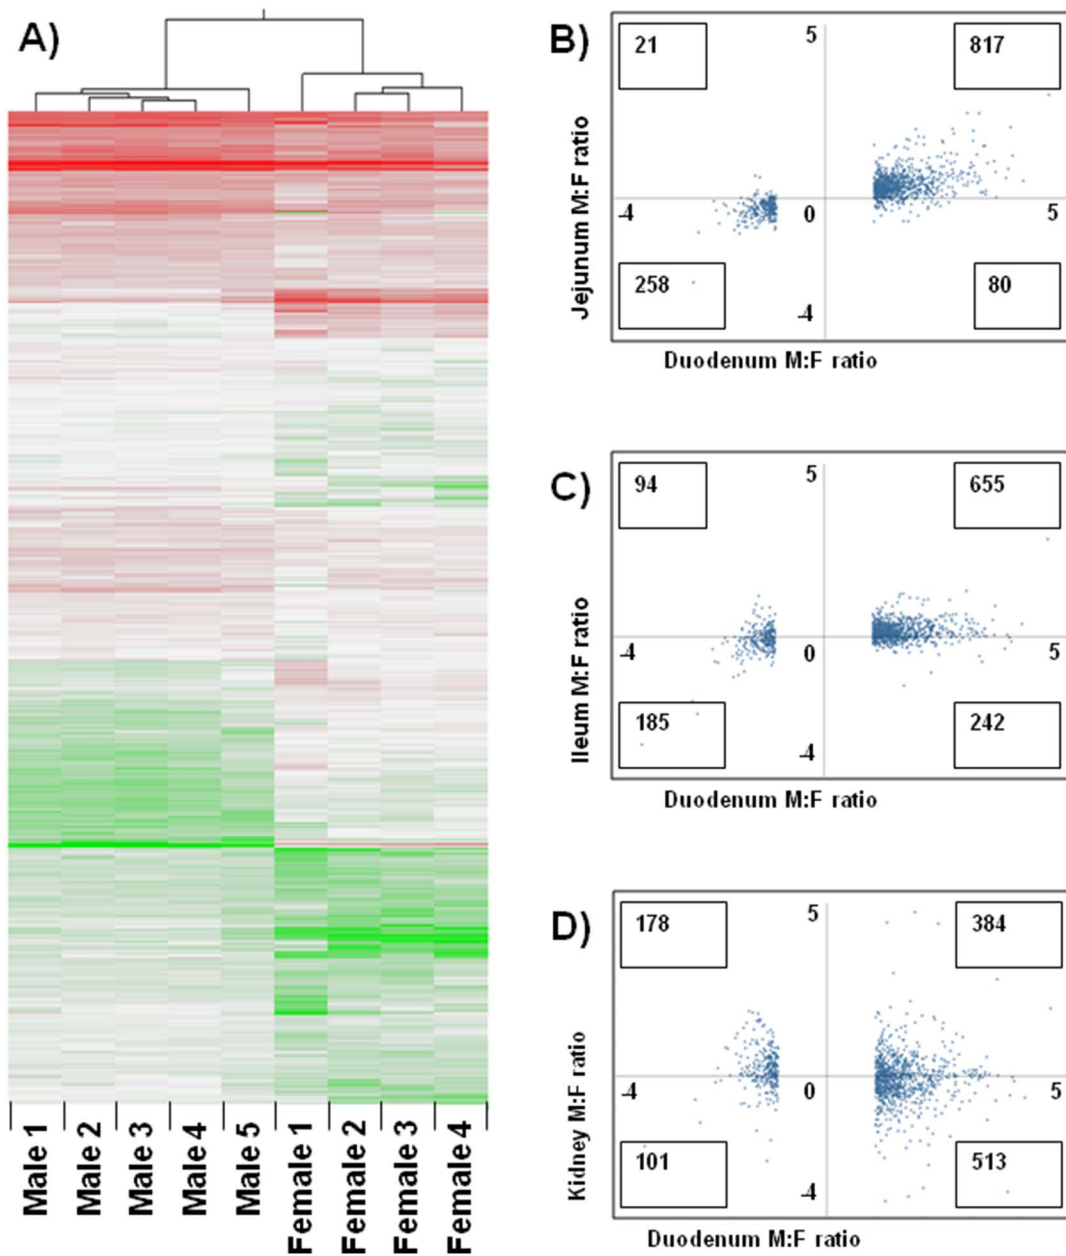 A)
Male 1
Male 2
Male 3
Male 4
Male 5
Female 1
Female 2
Female 3
Female 4
B)
21
5
817
Jejunum M:F ratio
-4
0
5
258
-4
80
Duodenum M:F ratio
C)
94
5
655
Ileum M:F ratio
-4
0
5
185
-4
242
Duodenum M:F ratio
D)
178
5
384
Kidney M:F ratio
-4
0
5
101
-4
513
Duodenum M:F ratio